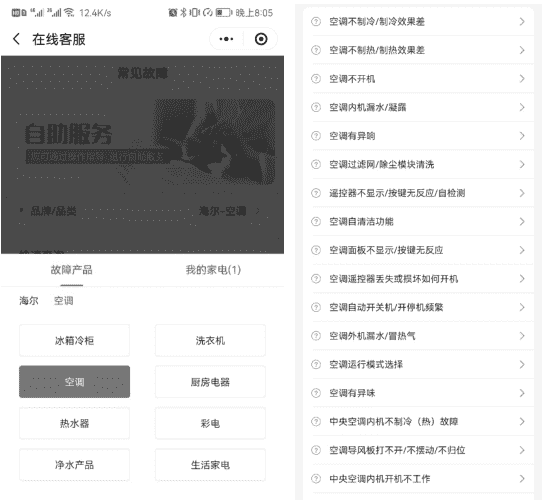 12.4K/s
晚上8:05
在线客服
常见故障
自助服务
品牌/品类
海尔-空调
故障产品
我的家电(1)
海尔 空调
冰箱冷柜
洗衣机
空调
厨房电器
热水器
彩电
净水产品
生活家电
空调不制冷/制冷效果差
空调不制热/制热效果差
空调不开机
空调内机漏水/凝露
空调有异响
空调过滤网/除尘模块清洗
遥控器不显示/按键无反应/自检测
空调自清洁功能
空调面板不显示/按键无反应
空调遥控器丢失或损坏如何开机
空调自动开关机/开停机频繁
空调外机漏水/冒热气
空调运行模式选择
空调有异味
中央空调内机不制冷（热）故障
空调导风板打不开/不摆动/不归位
中央空调内机开机不工作